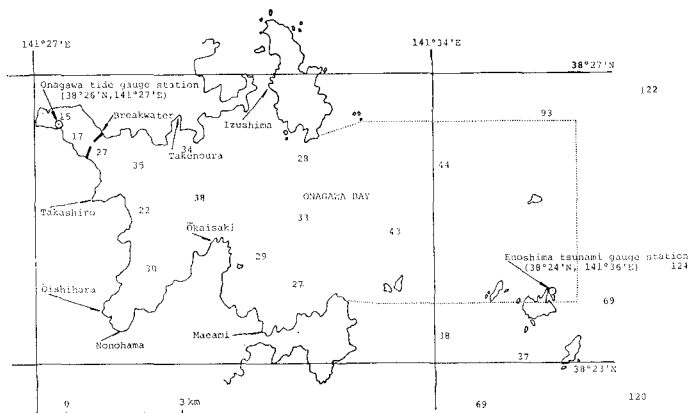 141°27'E
141°34'E
38°27'N
Onagawa tide gauge station
(38°26'N,141°27'E)
122
15
Breakwater
93
Izushima
17
34
27
Takenoura
28
35
44
38
ONAGAWA BAY
22
33
Takashiro
Ōkaisaki
43
Enoshima tsunami gauge station
29
(38°24'N, 141°36'E)
124
30
27
Ōishihara
69
Maeami
38
Nonohama
37
38°23'N
0
3 km
69
120